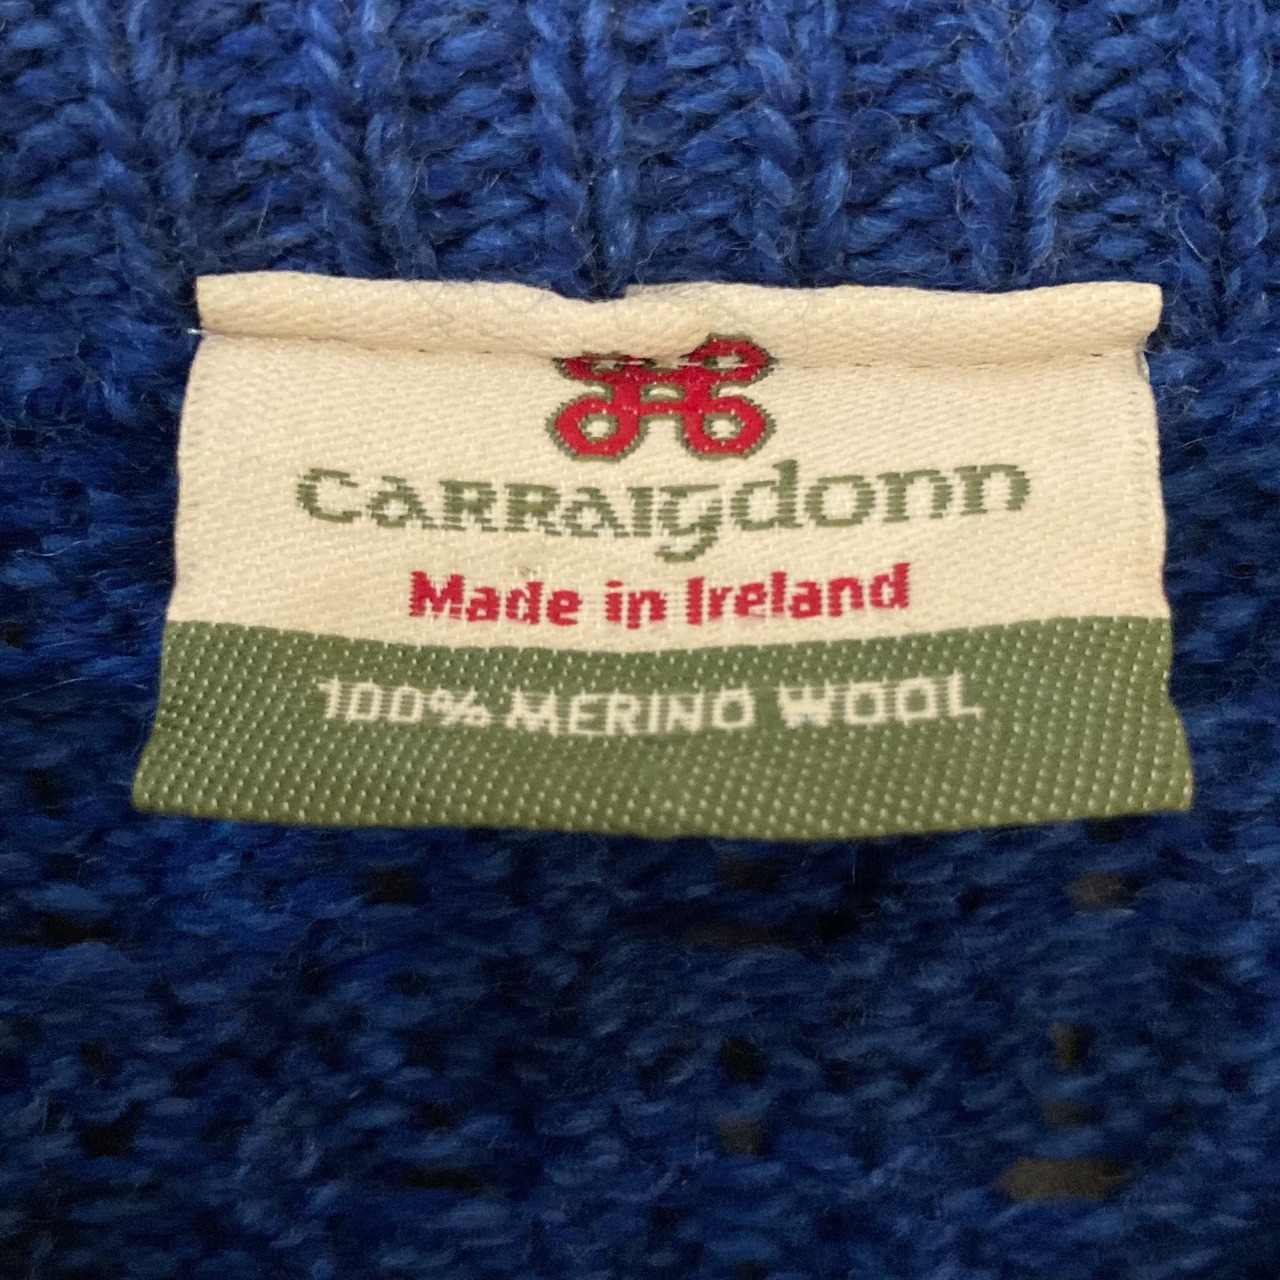 CARRAIgdonn
Made in Ireland
100% MERINO WOOL